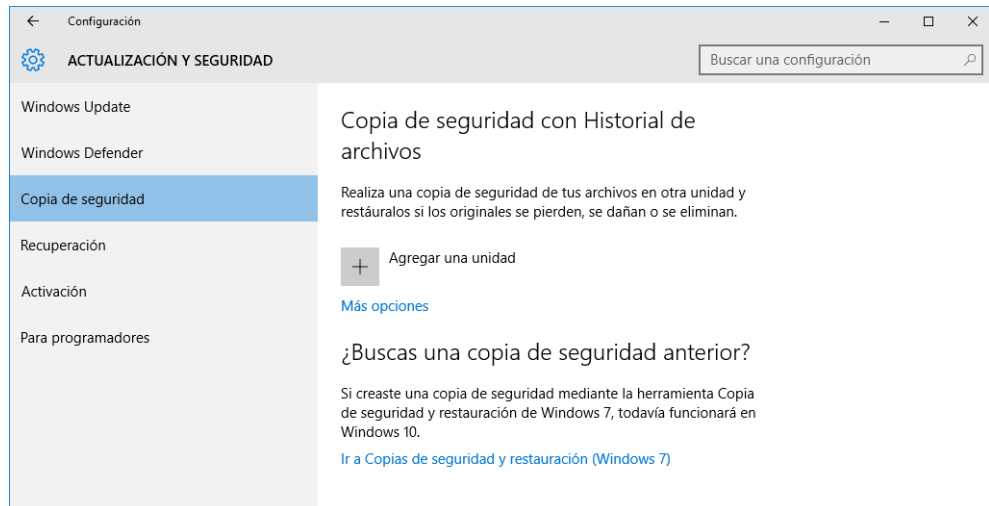 Configuración
ACTUALIZACIÓN Y SEGURIDAD
Buscar una configuración
Windows Update
Windows Defender
Copia de seguridad
Recuperación
Activación
Para programadores
Copia de seguridad con Historial de
archivos
Realiza una copia de seguridad de tus archivos en otra unidad y
restáuralos si los originales se pierden, se dañan o se eliminan.
Agregar una unidad
Más opciones
¿Buscas una copia de seguridad anterior?
Si creaste una copia de seguridad mediante la herramienta Copia
de seguridad y restauración de Windows 7, todavía funcionará en
Windows 10.
Ir a Copias de seguridad y restauración (Windows 7)